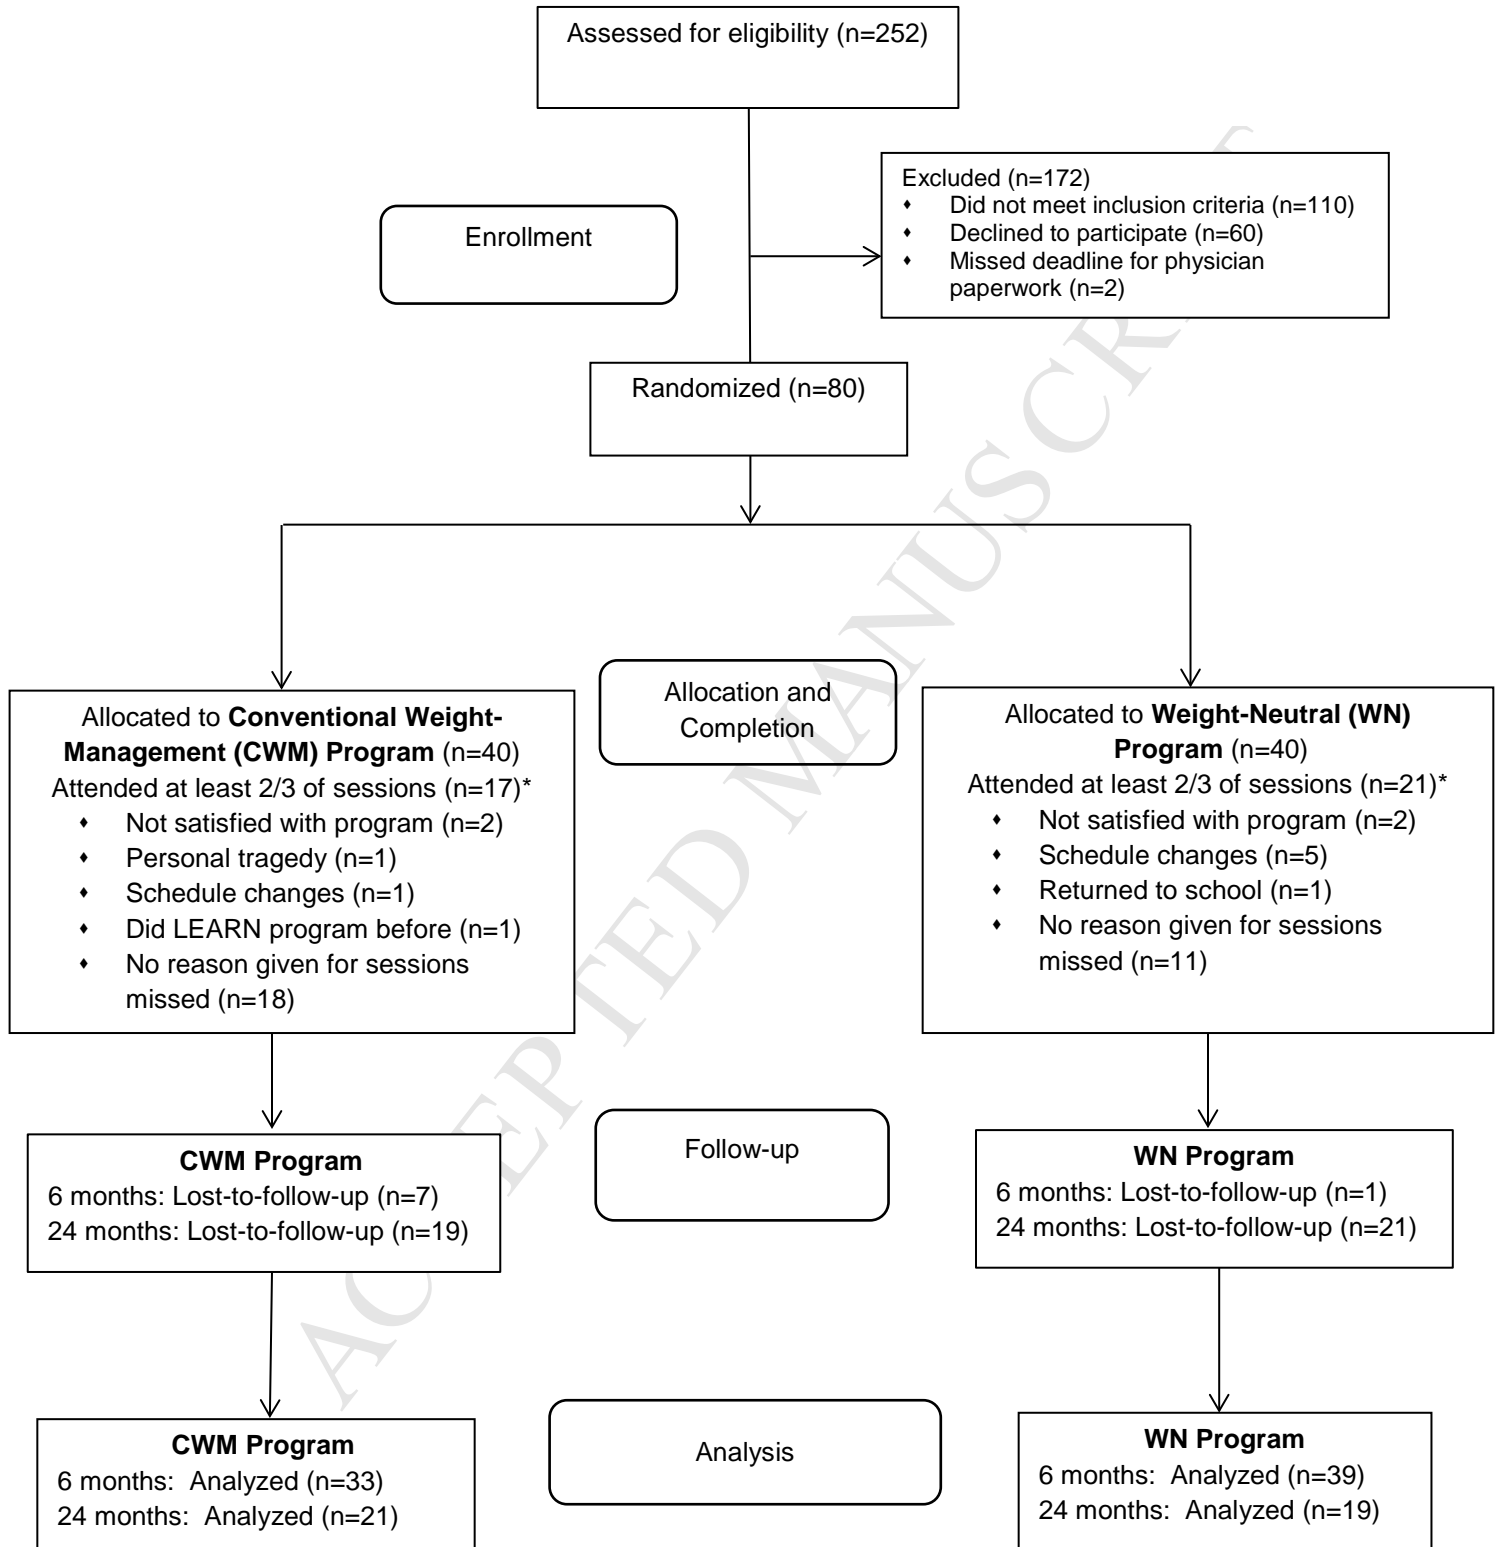 Assessed for eligibility (n=252)
Excluded (n=172)
⬧ Did not meet inclusion criteria (n=110)
⬧ Declined to participate (n=60)
⬧ Missed deadline for physician
paperwork (n=2)
Enrollment
Randomized (n=80)
Allocation and
Completion
Allocated to Conventional Weight-
Management (CWM) Program (n=40)
Attended at least 2/3 of sessions (n=17)*
⬧ Not satisfied with program (n=2)
⬧ Personal tragedy (n=1)
⬧ Schedule changes (n=1)
⬧ Did LEARN program before (n=1)
⬧ No reason given for sessions
missed (n=18)
Allocated to Weight-Neutral (WN)
Program (n=40)
Attended at least 2/3 of sessions (n=21)*
⬧ Not satisfied with program (n=2)
⬧ Schedule changes (n=5)
⬧ Returned to school (n=1)
⬧ No reason given for sessions
missed (n=11)
Follow-up
CWM Program
6 months: Lost-to-follow-up (n=7)
24 months: Lost-to-follow-up (n=19)
WN Program
6 months: Lost-to-follow-up (n=1)
24 months: Lost-to-follow-up (n=21)
Analysis
CWM Program
6 months: Analyzed (n=33)
24 months: Analyzed (n=21)
WN Program
6 months: Analyzed (n=39)
24 months: Analyzed (n=19)
ACCEPTED MANUSCRIPT